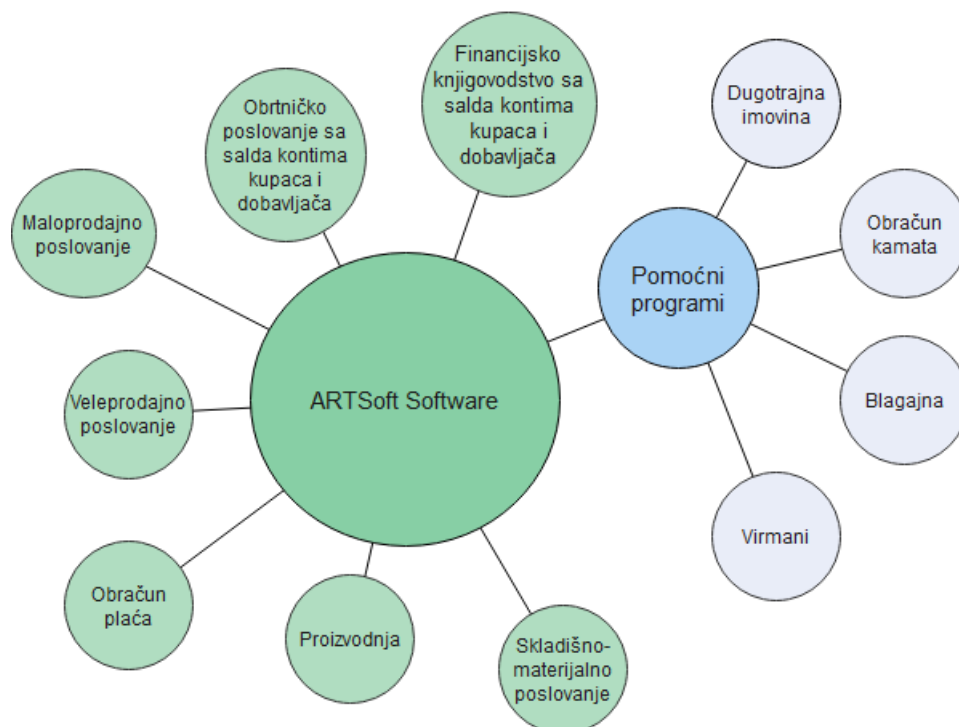 Financijsko
knjigovodstvo sa
salda kontima
kupaca i
dobavljača
Obrtničko
poslovanje sa
salda kontima
kupaca i
dobavljača
Maloprodajno
poslovanje
Veleprodajno
poslovanje
Obračun
plaća
Proizvodnja
Skladišno-
materijalno
poslovanje
ARTSoft Software
Pomoćni
programi
Dugotrajna
imovina
Obračun
kamata
Blagajna
Virmani